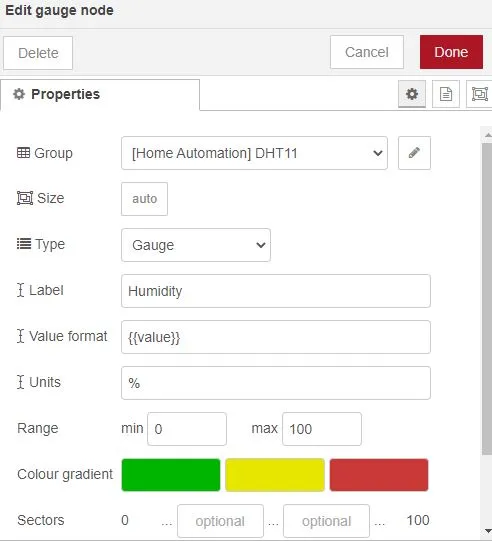 Edit gauge node
Delete Cancel Done
Properties
Group [Home Automation] DHT11
Size auto
Type Gauge
Label Humidity
Value format {{value}}
Units %
Range min 0 max 100
Colour gradient
Sectors 0 ... optional ... optional ... 100